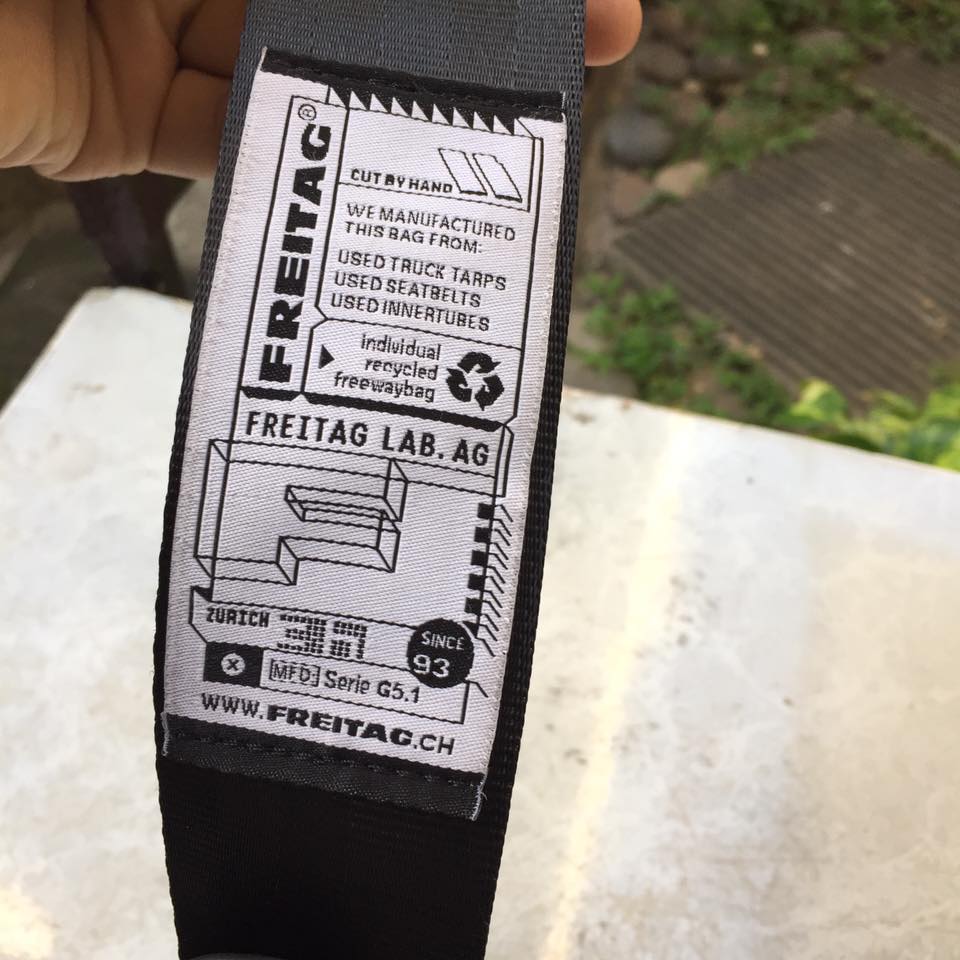 FREITAG®
CUT BY HAND
WE MANUFACTURED
THIS BAG FROM:
USED TRUCK TARPS
USED SEATBELTS
USED INNERTUBES
individual
recycled
freewaybag
FREITAG LAB. AG
ZURICH
SINCE
93
[MFD:] Serie G5.1
WWW.FREITAG.CH